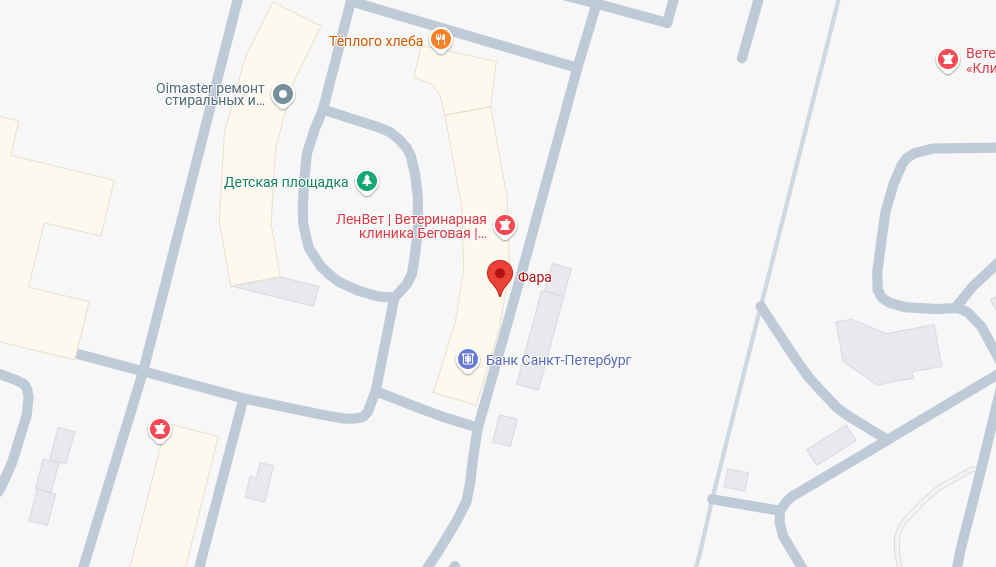 Тёплого хлеба
Вете
«Кли
Oimaster ремонт
стиральных и...
Детская площадка
ЛенВет | Ветеринарная
клиника Беговая |...
Фара
Банк Санкт-Петербург